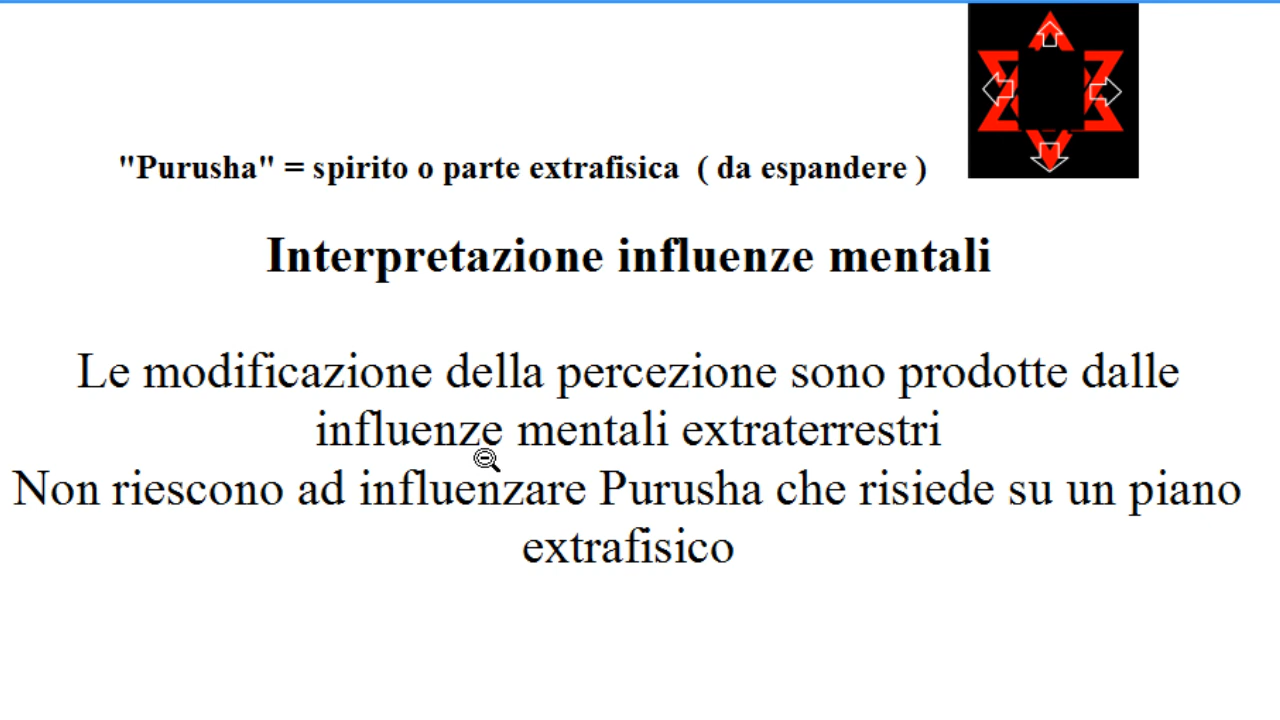 "Purusha" = spirito o parte extrafisica ( da espandere )
Interpretazione influenze mentali
Le modificazione della percezione sono prodotte dalle
influenze mentali extraterrestri
Non riescono ad influenzare Purusha che risiede su un piano
extrafisico